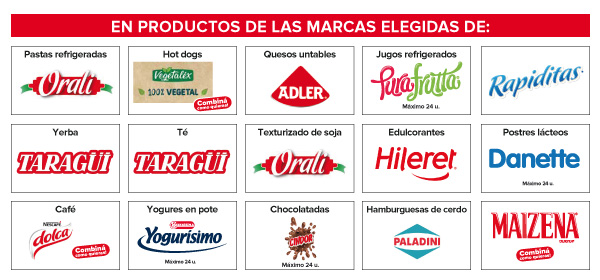 EN PRODUCTOS DE LAS MARCAS ELEGIDAS DE:
Pastas refrigeradas
Orali
Hot dogs
Vegetalex
100% VEGETAL
Combiná
como quieras!
Quesos untables
ADLER
Jugos refrigerados
Pura frutta
Máximo 24 u.
Rapiditas
Yerba
TARAGÜI
Té
TARAGÜI
Texturizado de soja
Orali
Edulcorantes
Hileret
Postres lácteos
Danette
Máximo 24 u.
Café
NESCAFÉ
dolca
Combiná
como quieras!
Yogures en pote
Yogurísimo
Máximo 24 u.
Chocolatadas
CINDOR
Máximo 24 u.
Hamburguesas de cerdo
PALADINI
MAIZENA
Combiná
como quieras!